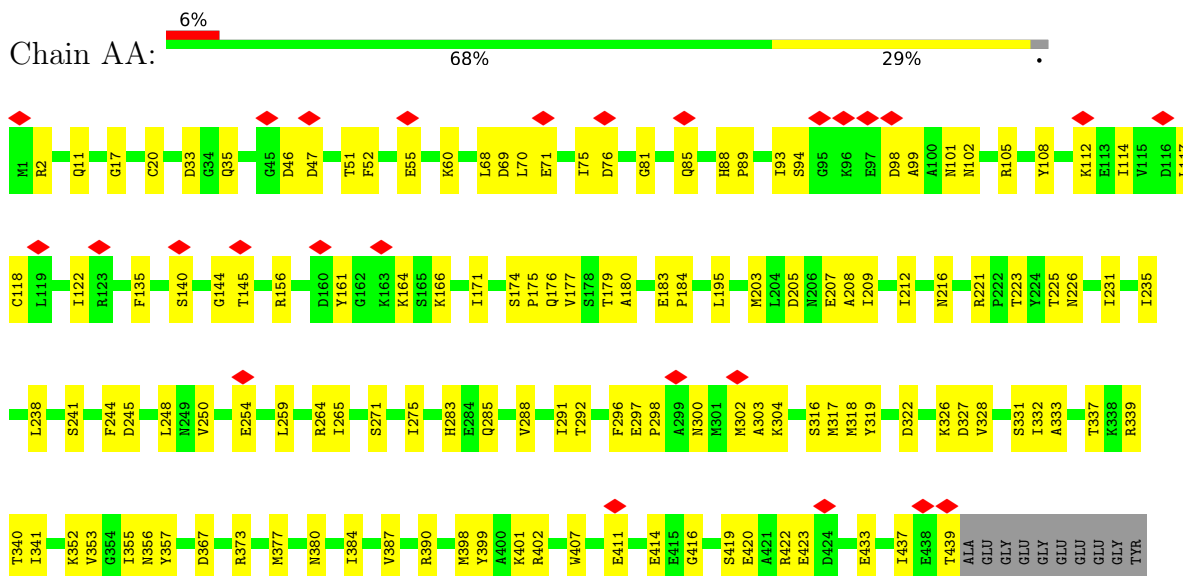 6%
Chain AA:
68% 29% •
M1 R2 Q11 G17 C20 D33 G34 Q35 G45 D46 D47 T51 F52 E55 K60 L68 D69 L70 E71 I75 D76 G81 Q85 H88 P89 I93 S94 G95 K96 E97 D98 A99 A100 N101 N102 R105 Y108 K112 E113 I114 V115 D116 L117
C118 L119 I122 R123 F135 S140 G144 T145 R156 D160 Y161 G162 K163 K164 S165 K166 I171 S174 P175 Q176 V177 S178 T179 A180 E183 P184 L195 M203 L204 D205 N206 E207 A208 I209 I212 N216 R221 P222 T223 Y224 T225 N226 I231 I235
L238 S241 F244 D245 L248 N249 V250 E254 L259 R264 I265 S271 I275 H283 E284 Q285 V288 I291 T292 F296 E297 P298 A299 N300 M301 M302 A303 K304 S316 M317 M318 Y319 D322 K326 D327 V328 S331 I332 A333 T337 K338 R339
T340 I341 K352 V353 G354 I355 N356 Y357 D367 R373 M377 N380 I384 V387 R390 M398 Y399 A400 K401 R402 W407 E411 E414 E415 G416 S419 E420 A421 R422 E423 D424 E433 I437 E438 T439 ALA GLU GLY GLU GLY GLU GLU GLU GLY TYR